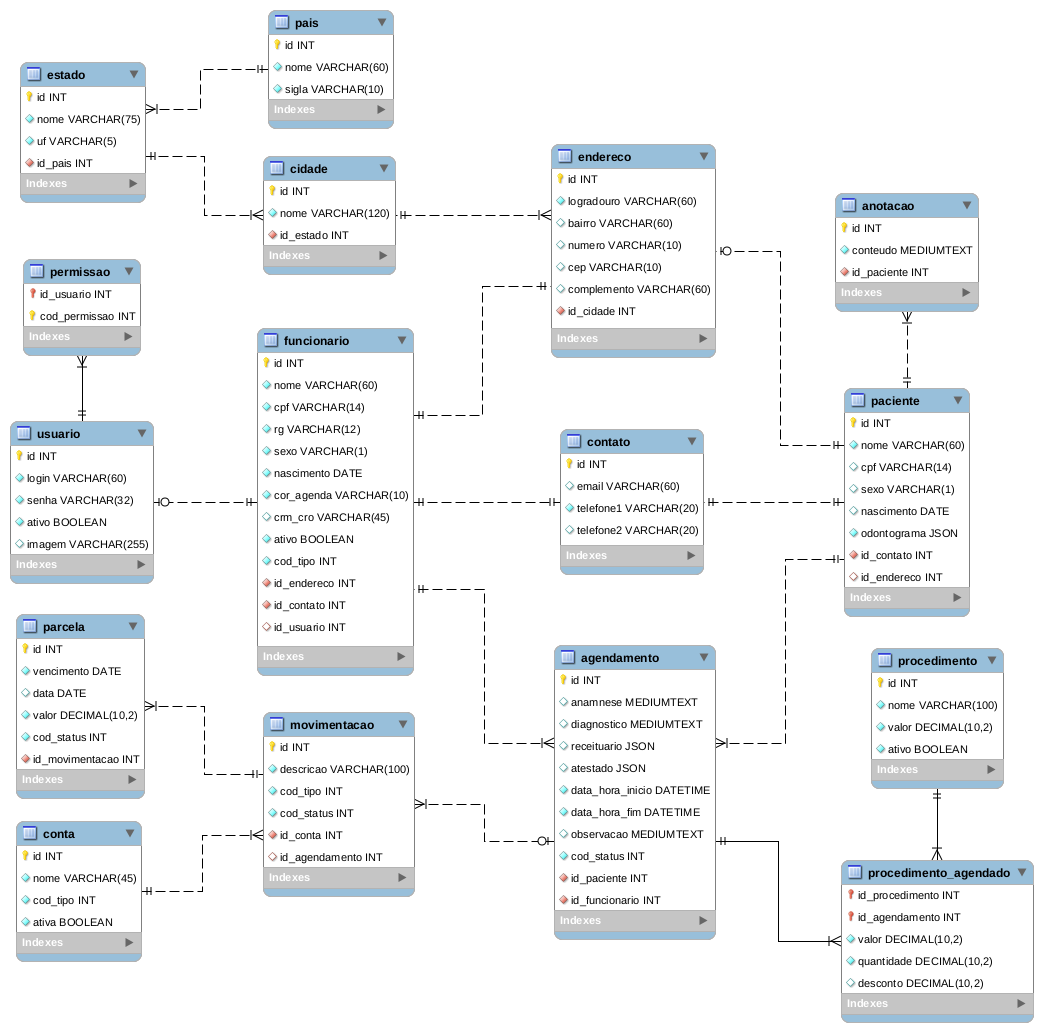 pais
id INT
nome VARCHAR(60)
sigla VARCHAR(10)
Indexes
estado
id INT
nome VARCHAR(75)
uf VARCHAR(5)
id_pais INT
Indexes
cidade
id INT
nome VARCHAR(120)
id_estado INT
Indexes
endereco
id INT
logradouro VARCHAR(60)
bairro VARCHAR(60)
numero VARCHAR(10)
cep VARCHAR(10)
complemento VARCHAR(60)
id_cidade INT
Indexes
anotacao
id INT
conteudo MEDIUMTEXT
id_paciente INT
Indexes
permissao
id_usuario INT
cod_permissao INT
Indexes
funcionario
id INT
nome VARCHAR(60)
cpf VARCHAR(14)
rg VARCHAR(12)
sexo VARCHAR(1)
nascimento DATE
cor_agenda VARCHAR(10)
crm_cro VARCHAR(45)
ativo BOOLEAN
cod_tipo INT
id_endereco INT
id_contato INT
id_usuario INT
Indexes
usuario
id INT
login VARCHAR(60)
senha VARCHAR(32)
ativo BOOLEAN
imagem VARCHAR(255)
Indexes
contato
id INT
email VARCHAR(60)
telefone1 VARCHAR(20)
telefone2 VARCHAR(20)
Indexes
paciente
id INT
nome VARCHAR(60)
cpf VARCHAR(14)
sexo VARCHAR(1)
nascimento DATE
odontograma JSON
id_contato INT
id_endereco INT
Indexes
parcela
id INT
vencimento DATE
data DATE
valor DECIMAL(10,2)
cod_status INT
id_movimentacao INT
Indexes
movimentacao
id INT
descricao VARCHAR(100)
cod_tipo INT
cod_status INT
id_conta INT
id_agendamento INT
Indexes
agendamento
id INT
anamnese MEDIUMTEXT
diagnostico MEDIUMTEXT
receituario JSON
atestado JSON
data_hora_inicio DATETIME
data_hora_fim DATETIME
observacao MEDIUMTEXT
cod_status INT
id_paciente INT
id_funcionario INT
Indexes
procedimento
id INT
nome VARCHAR(100)
valor DECIMAL(10,2)
ativo BOOLEAN
Indexes
conta
id INT
nome VARCHAR(45)
cod_tipo INT
ativa BOOLEAN
Indexes
procedimento_agendado
id_procedimento INT
id_agendamento INT
valor DECIMAL(10,2)
quantidade DECIMAL(10,2)
desconto DECIMAL(10,2)
Indexes